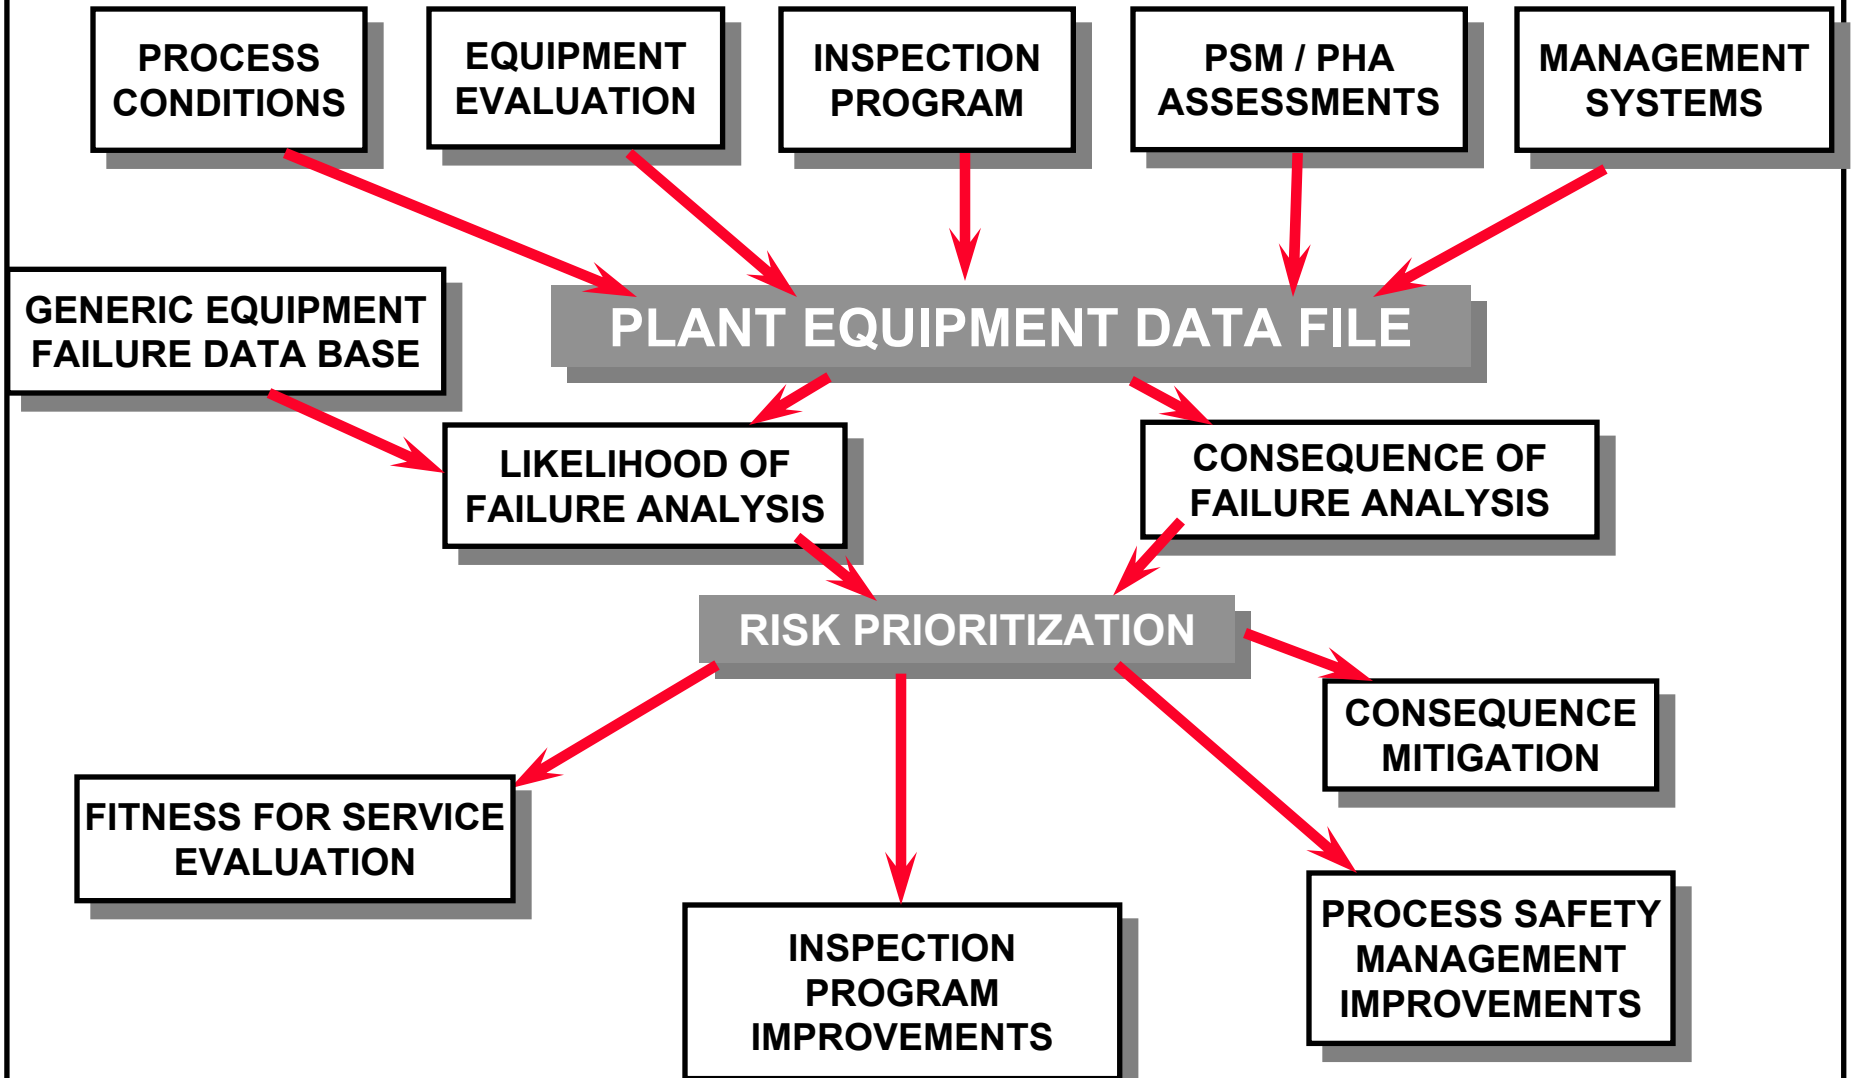 PROCESS
CONDITIONS
EQUIPMENT
EVALUATION
INSPECTION
PROGRAM
PSM / PHA
ASSESSMENTS
MANAGEMENT
SYSTEMS
GENERIC EQUIPMENT
FAILURE DATA BASE
PLANT EQUIPMENT DATA FILE
LIKELIHOOD OF
FAILURE ANALYSIS
CONSEQUENCE OF
FAILURE ANALYSIS
RISK PRIORITIZATION
CONSEQUENCE
MITIGATION
FITNESS FOR SERVICE
EVALUATION
INSPECTION
PROGRAM
IMPROVEMENTS
PROCESS SAFETY
MANAGEMENT
IMPROVEMENTS